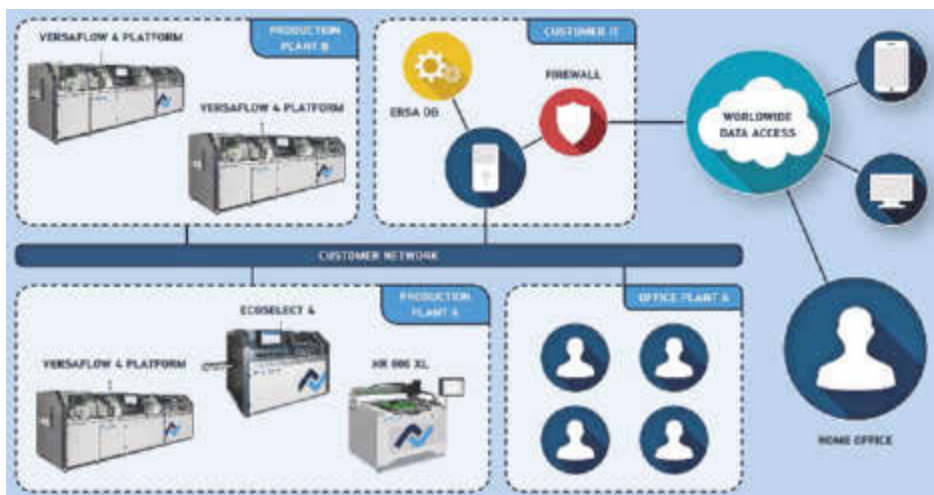 VERSAFLOW 4 PLATFORM
PRODUCTION
PLANT B
VERSAFLOW 4 PLATFORM
CUSTOMER IT
ERSA DB
FIREWALL
WORLDWIDE
DATA ACCESS
CUSTOMER NETWORK
PRODUCTION
PLANT A
ECOSELECT 4
VERSAFLOW 4 PLATFORM
HR 600 XL
OFFICE PLANT A
HOME OFFICE